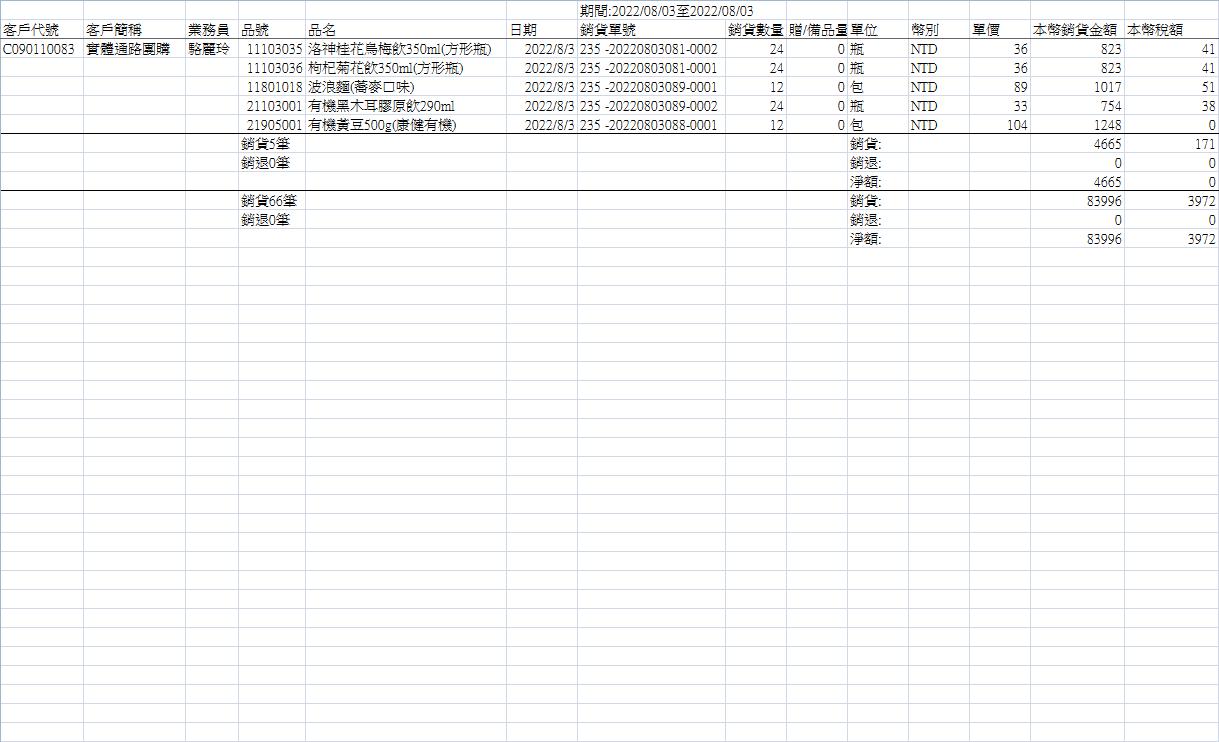 期間:2022/08/03至2022/08/03
客戶代號 客戶簡稱 業務員 品號 品名 日期 銷貨單號 銷貨數量 贈/備品量 單位 幣別 單價 本幣銷貨金額 本幣稅額
C090110083 實體通路團購 駱麗玲 11103035 洛神桂花烏梅飲350ml(方形瓶) 2022/8/3 235 -20220803081-0002 24 0 瓶 NTD 36 823 41
11103036 枸杞菊花飲350ml(方形瓶) 2022/8/3 235 -20220803081-0001 24 0 瓶 NTD 36 823 41
11801018 波浪麵(蕎麥口味) 2022/8/3 235 -20220803089-0001 12 0 包 NTD 89 1017 51
21103001 有機黑木耳膠原飲290ml 2022/8/3 235 -20220803089-0002 24 0 瓶 NTD 33 754 38
21905001 有機黃豆500g(康健有機) 2022/8/3 235 -20220803088-0001 12 0 包 NTD 104 1248 0
銷貨5筆 銷貨: 4665 171
銷退0筆 銷退: 0 0
淨額: 4665 0
銷貨66筆 銷貨: 83996 3972
銷退0筆 銷退: 0 0
淨額: 83996 3972